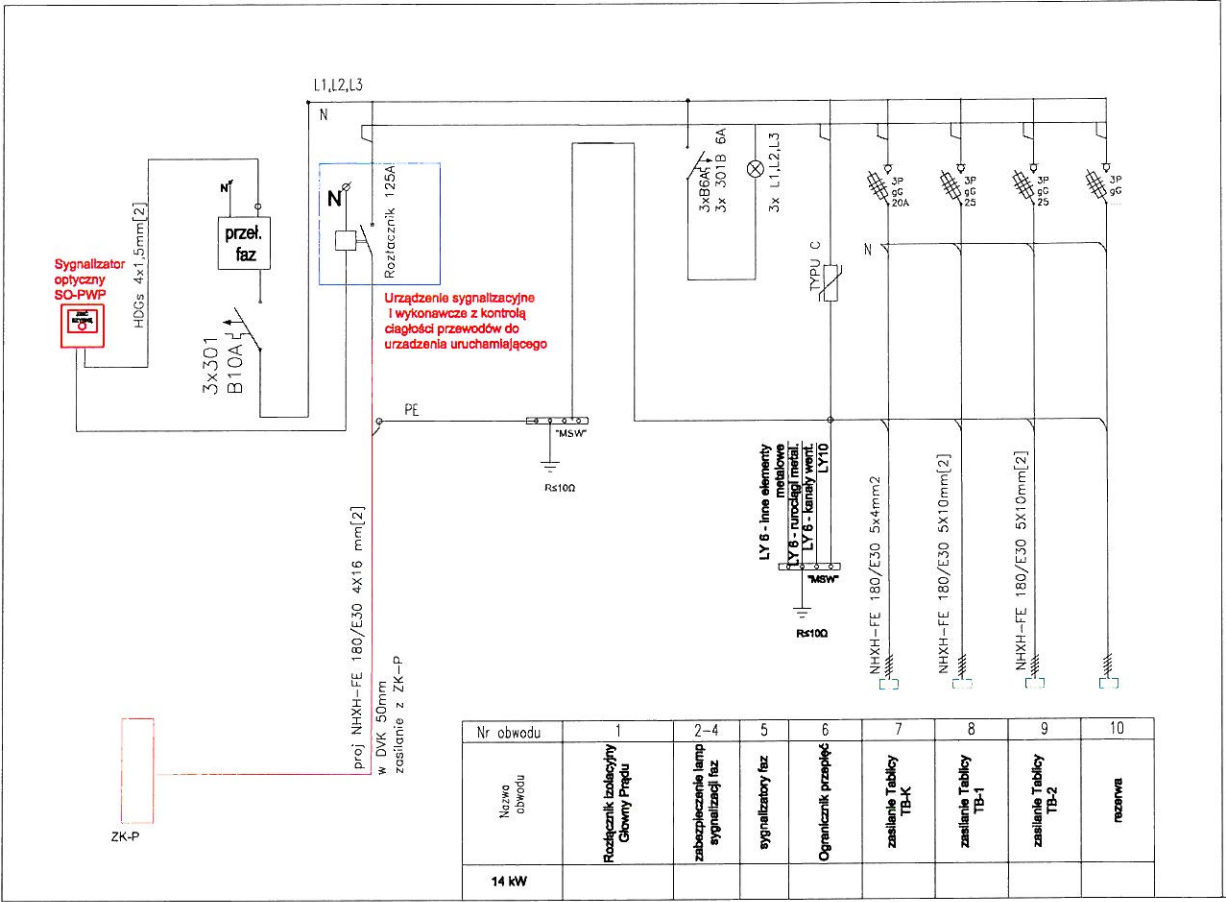 L1,L2,L3
N
HDGs 4x1,5mm[2]
N
przeł.
faz
Sygnalizator
optyczny
SO-PWP
3x301
B10A
N
Rozłacznik 125A
Urządzenie sygnalizacyjne
i wykonawcze z kontrolą
ciagłości przewodów do
urzadzenia uruchamiającego
PE
"MSW"
R≤10Ω
3xB6A
3x 301B 6A
3x L1,L2,L3
TYPU C
3P
gG
20A
3P
gG
25
3P
gG
25
3P
gG
N
LY 6 - inne elementy
metalowe
LY 6 - rurociągi metal.
LY 6 - kanały went.
LY10
"MSW"
R≤10Ω
NHXH-FE 180/E30 5x4mm2
NHXH-FE 180/E30 5X10mm[2]
NHXH-FE 180/E30 5X10mm[2]
proj NHXH-FE 180/E30 4X16 mm[2]
w DVK 50mm
zasilanie z ZK-P
ZK-P
Nr obwodu 1 2-4 5 6 7 8 9 10
Nazwa
obwodu
Rozłącznik izolacyjny
Głowny Prądu
zabezpieczenie lamp
sygnalizacji faz
sygnalizatory faz
Ogranicznik przepięć
zasilanie Tablicy
TB-K
zasilanie Tablicy
TB-1
zasilanie Tablicy
TB-2
rezerwa
14 kW